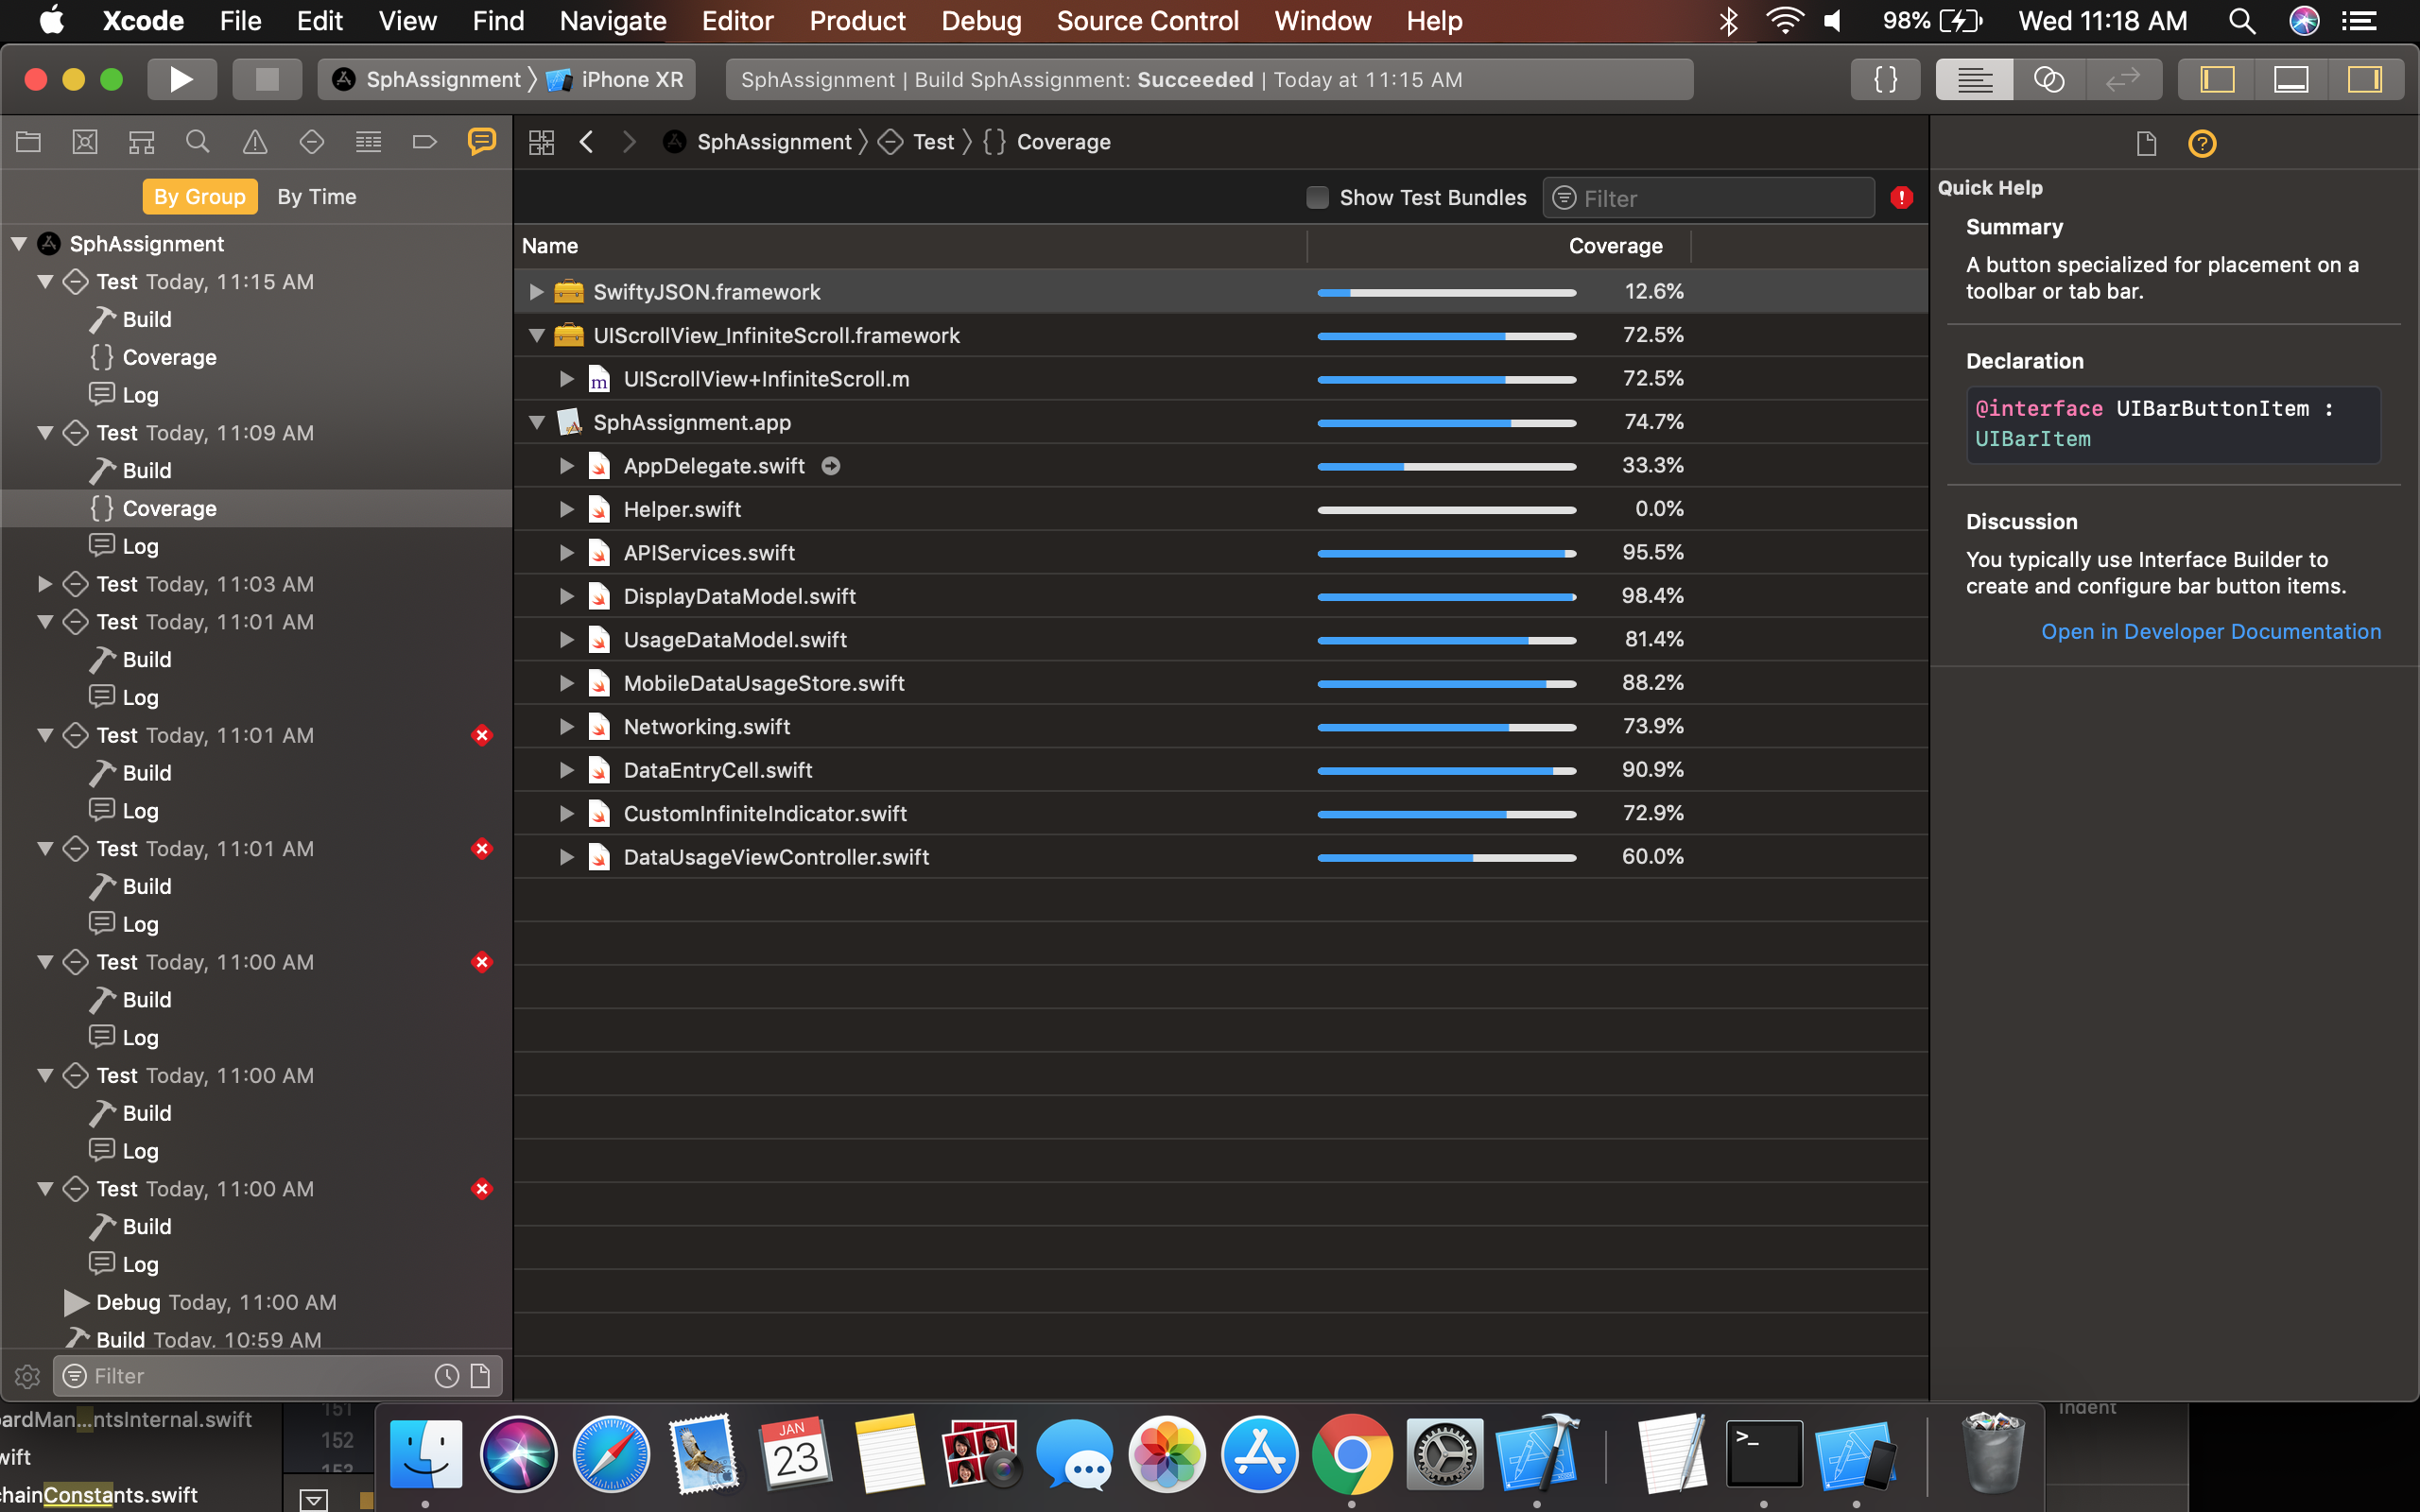 Xcode File Edit View Find Navigate Editor Product Debug Source Control Window Help 98% Wed 11:18 AM
SphAssignment iPhone XR SphAssignment | Build SphAssignment: Succeeded | Today at 11:15 AM { }
SphAssignment Test { } Coverage
By Group By Time
Show Test Bundles Filter
Name Coverage
SphAssignment
Test Today, 11:15 AM
Build
{ } Coverage
Log
Test Today, 11:09 AM
Build
{ } Coverage
Log
Test Today, 11:03 AM
Test Today, 11:01 AM
Build
Log
Test Today, 11:01 AM
Build
Log
Test Today, 11:01 AM
Build
Log
Test Today, 11:00 AM
Build
Log
Test Today, 11:00 AM
Build
Log
Test Today, 11:00 AM
Build
Log
Debug Today, 11:00 AM
Build Today, 10:59 AM
Filter
SwiftyJSON.framework 12.6%
UIScrollView_InfiniteScroll.framework 72.5%
m UIScrollView+InfiniteScroll.m 72.5%
SphAssignment.app 74.7%
AppDelegate.swift 33.3%
Helper.swift 0.0%
APIServices.swift 95.5%
DisplayDataModel.swift 98.4%
UsageDataModel.swift 81.4%
MobileDataUsageStore.swift 88.2%
Networking.swift 73.9%
DataEntryCell.swift 90.9%
CustomInfiniteIndicator.swift 72.9%
DataUsageViewController.swift 60.0%
Quick Help
Summary
A button specialized for placement on a
toolbar or tab bar.
Declaration
@interface UIBarButtonItem :
UIBarItem
Discussion
You typically use Interface Builder to
create and configure bar button items.
Open in Developer Documentation
ardMan...ntsInternal.swift 151
152
wift 153
chainConstants.swift
Indent
JAN
23
>_